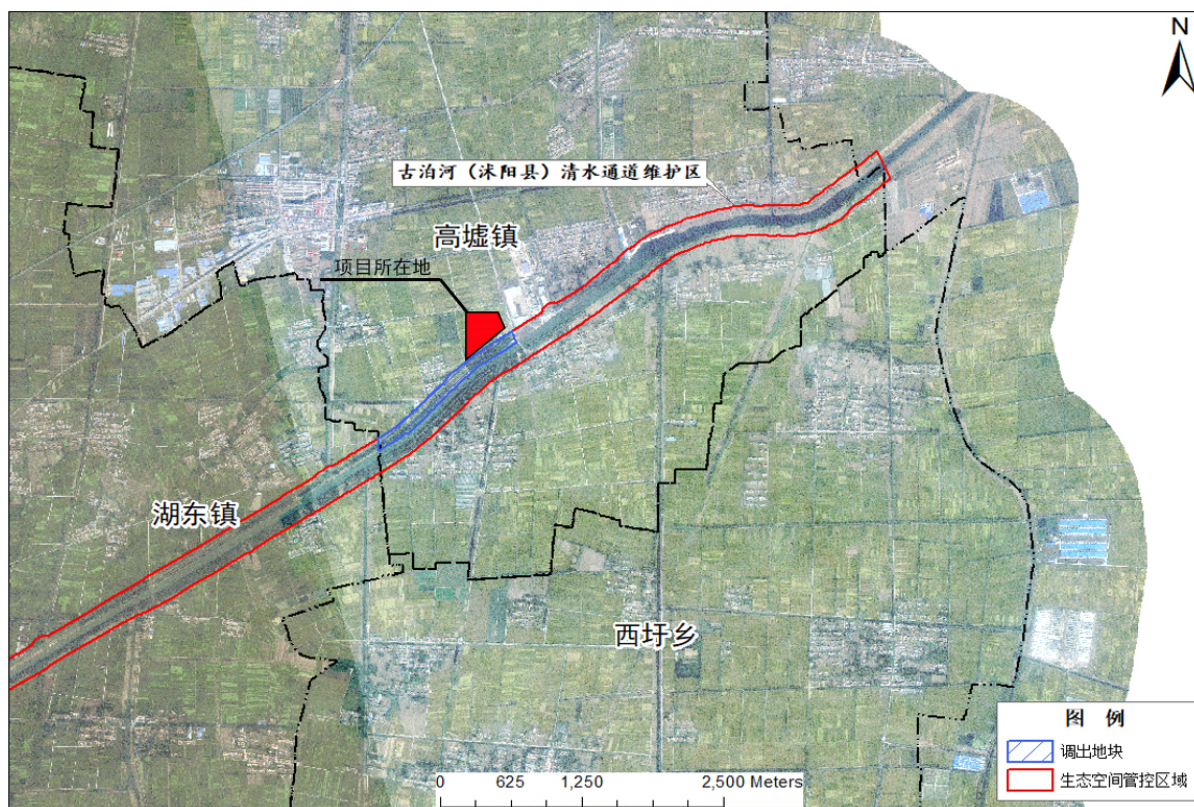 N
古泊河（沭阳县）清水通道维护区
高墟镇
项目所在地
湖东镇
西圩乡
图 例
调出地块
生态空间管控区域
0 625 1,250 2,500 Meters